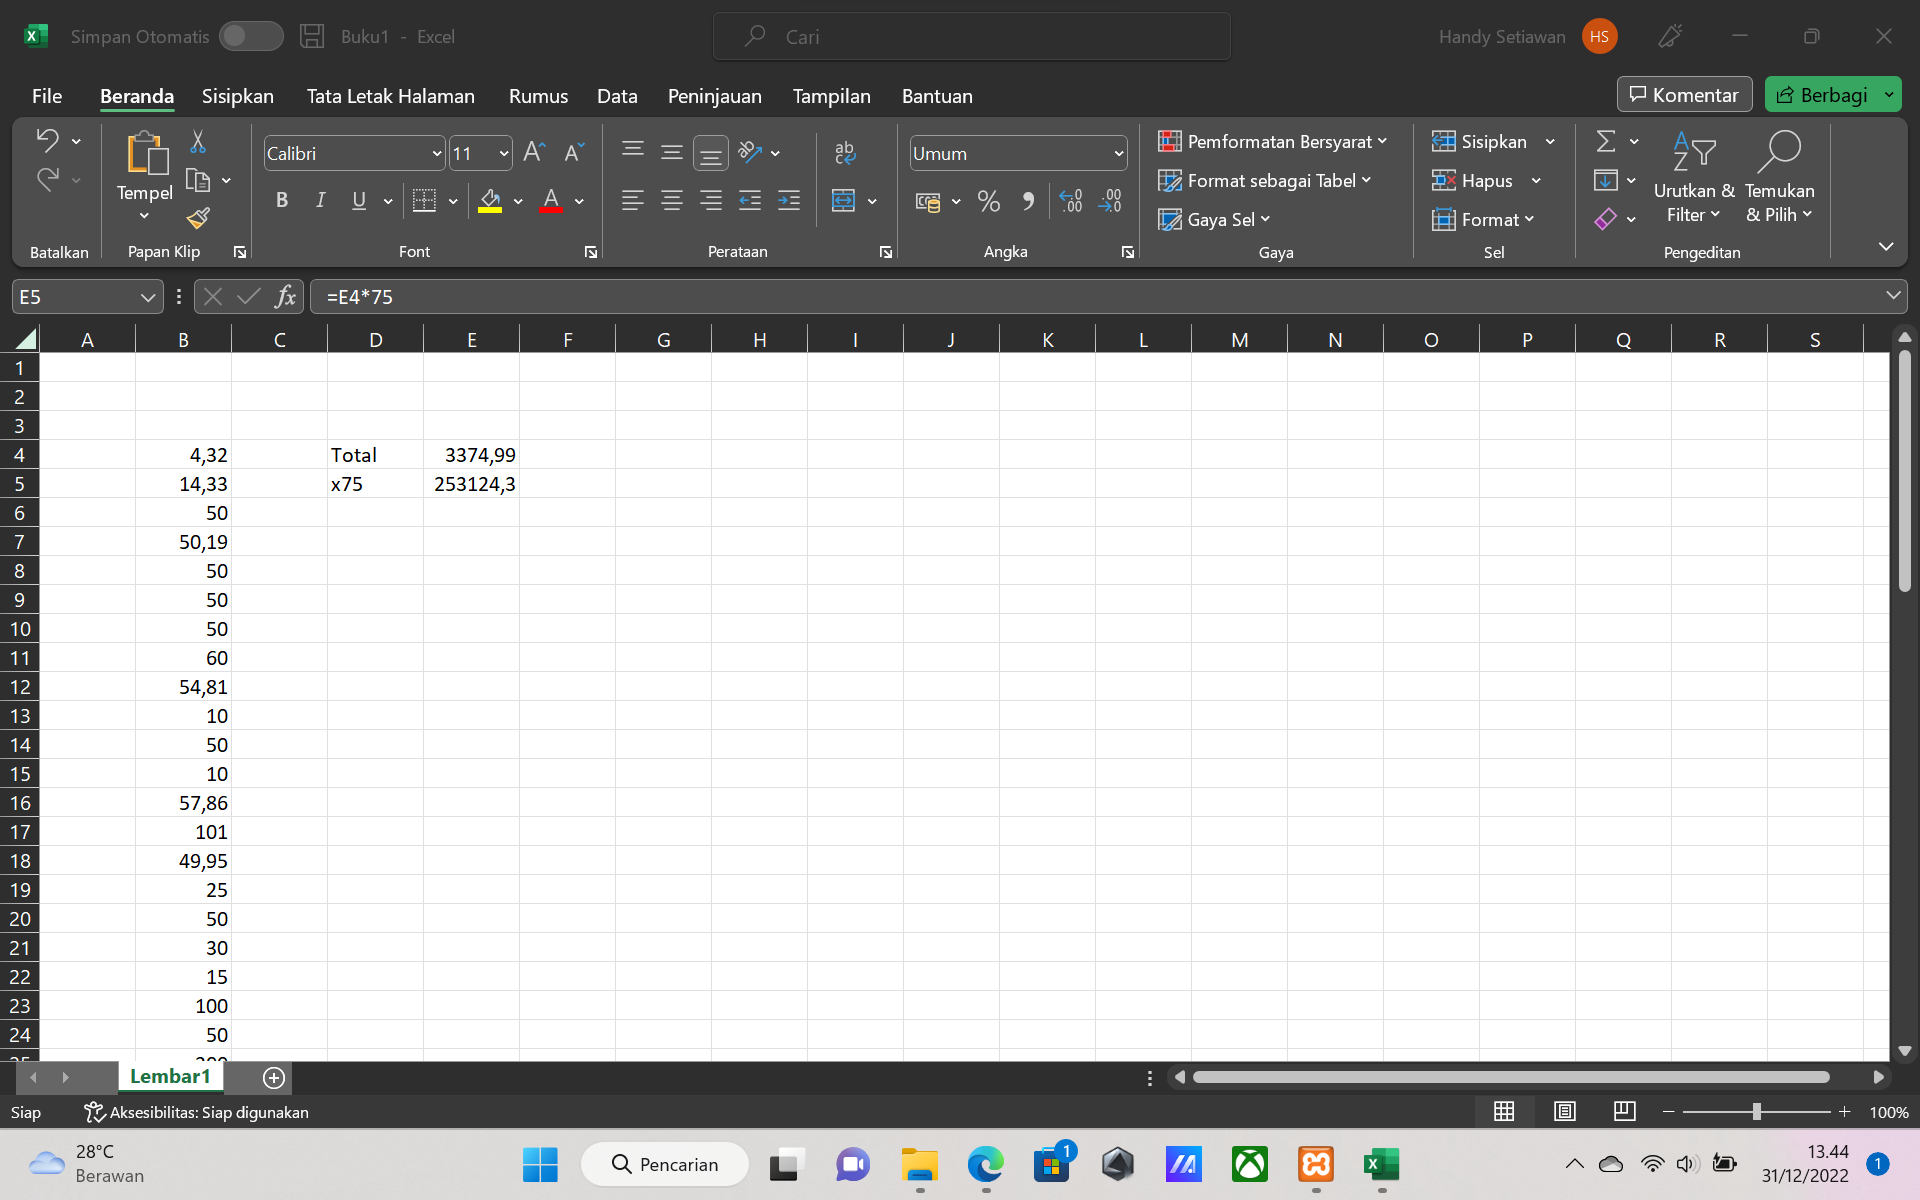 Simpan Otomatis Buku1 - Excel Cari Handy Setiawan HS
File Beranda Sisipkan Tata Letak Halaman Rumus Data Peninjauan Tampilan Bantuan Komentar Berbagi
Calibri 11 Umum Pemformatan Bersyarat Sisipkan
Tempel Format sebagai Tabel Hapus Urutkan & Filter Temukan & Pilih
Gaya Sel Format
Batalkan Papan Klip Font Perataan Angka Gaya Sel Pengeditan
E5 fx =E4*75
A B C D E F G H I J K L M N O P Q R S
1
2
3
4 4,32 Total 3374,99
5 14,33 x75 253124,3
6 50
7 50,19
8 50
9 50
10 50
11 60
12 54,81
13 10
14 50
15 10
16 57,86
17 101
18 49,95
19 25
20 50
21 30
22 15
23 100
24 50
Lembar1
Siap Aksesibilitas: Siap digunakan 100%
28°C
Berawan
Pencarian
1
13.44
31/12/2022
1